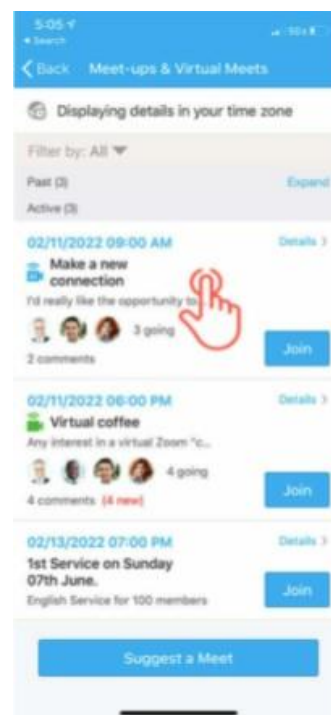 5:05
Search
Back Meet-ups & Virtual Meets
Displaying details in your time zone
Filter by: All
Past (3) Expand
Active (3)
02/11/2022 09:00 AM Details
Make a new
connection
I'd really like the opportunity to...
3 going
2 comments Join
02/11/2022 06:00 PM Details
Virtual coffee
Any interest in a virtual Zoom "c...
4 going
4 comments (4 new) Join
02/13/2022 07:00 PM Details
1st Service on Sunday
07th June.
English Service for 100 members Join
Suggest a Meet